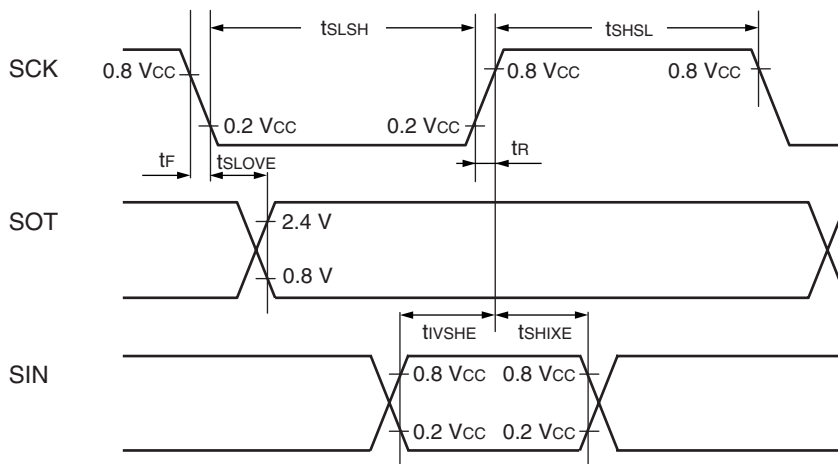 tSLSH tSHSL
SCK 0.8 VCC 0.8 VCC 0.8 VCC
0.2 VCC 0.2 VCC
tF tSLOVE tR
SOT 2.4 V
0.8 V
tIVSHE tSHIXE
SIN 0.8 VCC 0.8 VCC
0.2 VCC 0.2 VCC